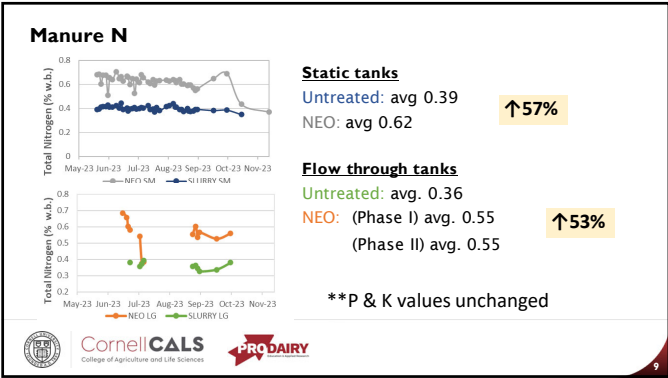 Manure N
Total Nitrogen (% w.b.)
0.8
0.6
0.4
0.2
0
May-23 Jun-23 Jul-23 Aug-23 Sep-23 Oct-23 Nov-23
NEO SM SLURRY SM
Total Nitrogen (% w.b.)
0.8
0.7
0.6
0.5
0.4
0.3
0.2
May-23 Jun-23 Jul-23 Aug-23 Sep-23 Oct-23 Nov-23
NEO LG SLURRY LG
Static tanks
Untreated: avg 0.39
NEO: avg 0.62
↑57%
Flow through tanks
Untreated: avg. 0.36
NEO: (Phase I) avg. 0.55
(Phase II) avg. 0.55
↑53%
**P & K values unchanged
CornellCALS
College of Agriculture and Life Sciences
PRODAIRY
9